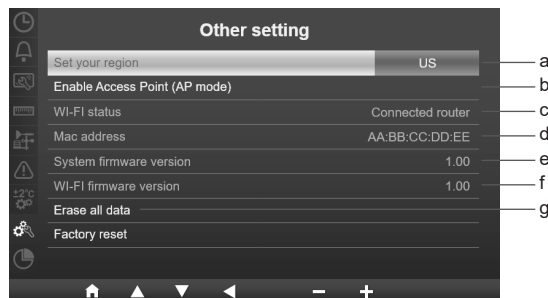 Other setting
Set your region US a
Enable Access Point (AP mode) b
WI-FI status Connected router c
Mac address AA:BB:CC:DD:EE d
System firmware version 1.00 e
WI-FI firmware version 1.00 f
Erase all data g
Factory reset
±2°C